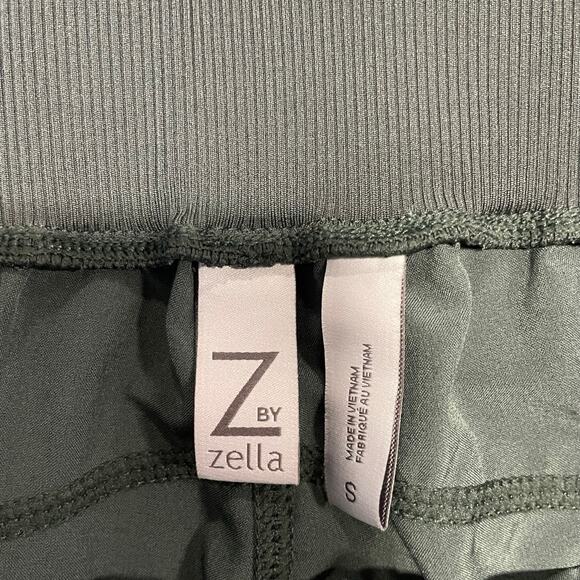 Z
BY
zella
MADE IN VIETNAM
FABRIQUÉ AU VIETNAM
S